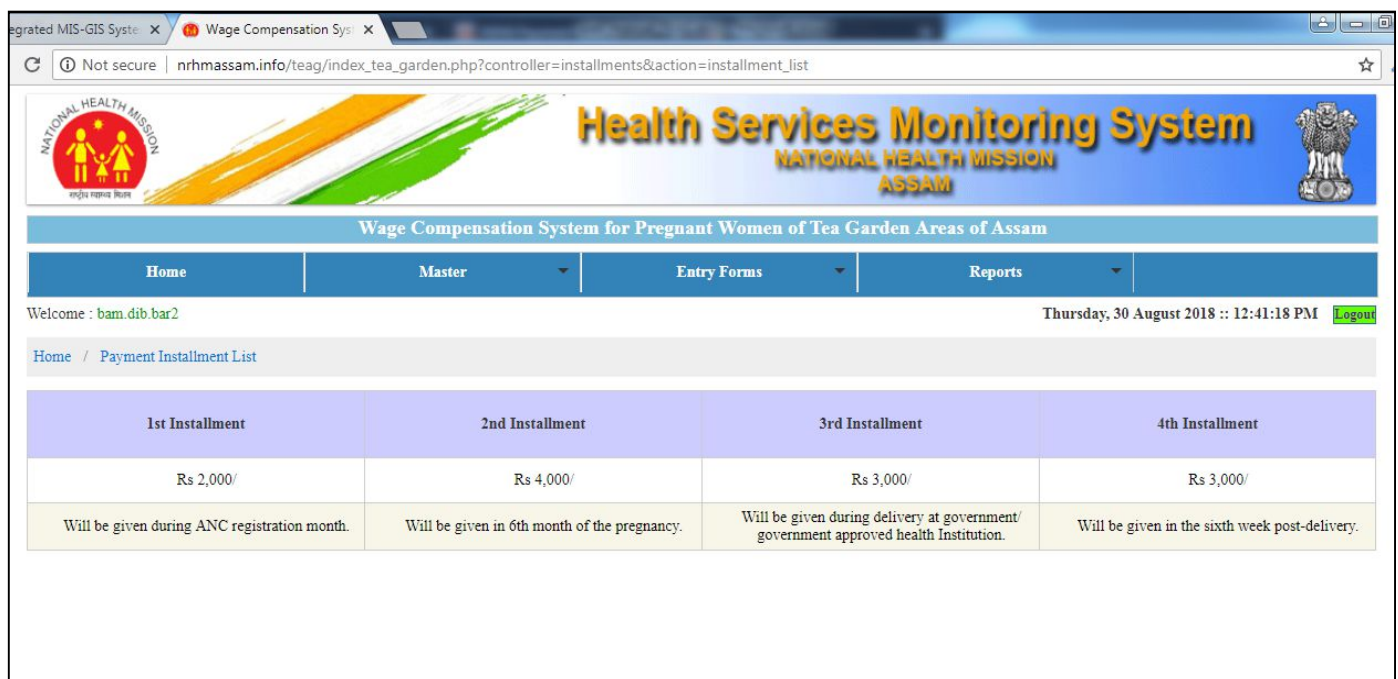 egrated MIS-GIS Syste
Wage Compensation Sys
Not secure | nrhmassam.info/teag/index_tea_garden.php?controller=installments&action=installment_list
NATIONAL HEALTH MISSION
राष्ट्रीय स्वास्थ्य मिशन
Health Services Monitoring System
NATIONAL HEALTH MISSION
ASSAM
Wage Compensation System for Pregnant Women of Tea Garden Areas of Assam
Home Master Entry Forms Reports
Welcome : bam.dib.bar2 Thursday, 30 August 2018 :: 12:41:18 PM Logout
Home / Payment Installment List
1st Installment 2nd Installment 3rd Installment 4th Installment
Rs 2,000/ Rs 4,000/ Rs 3,000/ Rs 3,000/
Will be given during ANC registration month. Will be given in 6th month of the pregnancy. Will be given during delivery at government/
government approved health Institution. Will be given in the sixth week post-delivery.